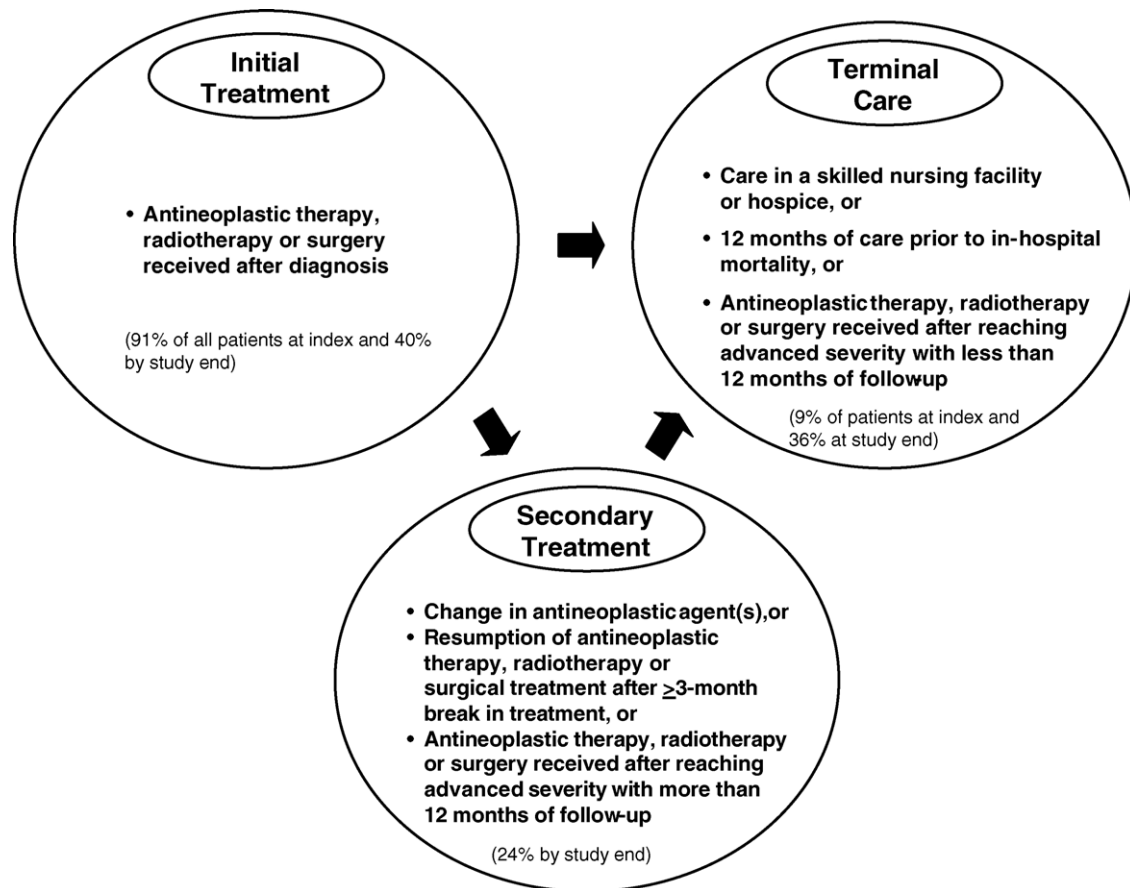 Initial
Treatment
• Antineoplastic therapy,
radiotherapy or surgery
received after diagnosis
(91% of all patients at index and 40%
by study end)
Terminal
Care
• Care in a skilled nursing facility
or hospice, or
• 12 months of care prior to in-hospital
mortality, or
• Antineoplastic therapy, radiotherapy
or surgery received after reaching
advanced severity with less than
12 months of follow-up
(9% of patients at index and
36% at study end)
Secondary
Treatment
• Change in antineoplastic agent(s),or
• Resumption of antineoplastic
therapy, radiotherapy or
surgical treatment after ≥3-month
break in treatment, or
• Antineoplastic therapy, radiotherapy
or surgery received after reaching
advanced severity with more than
12 months of follow-up
(24% by study end)